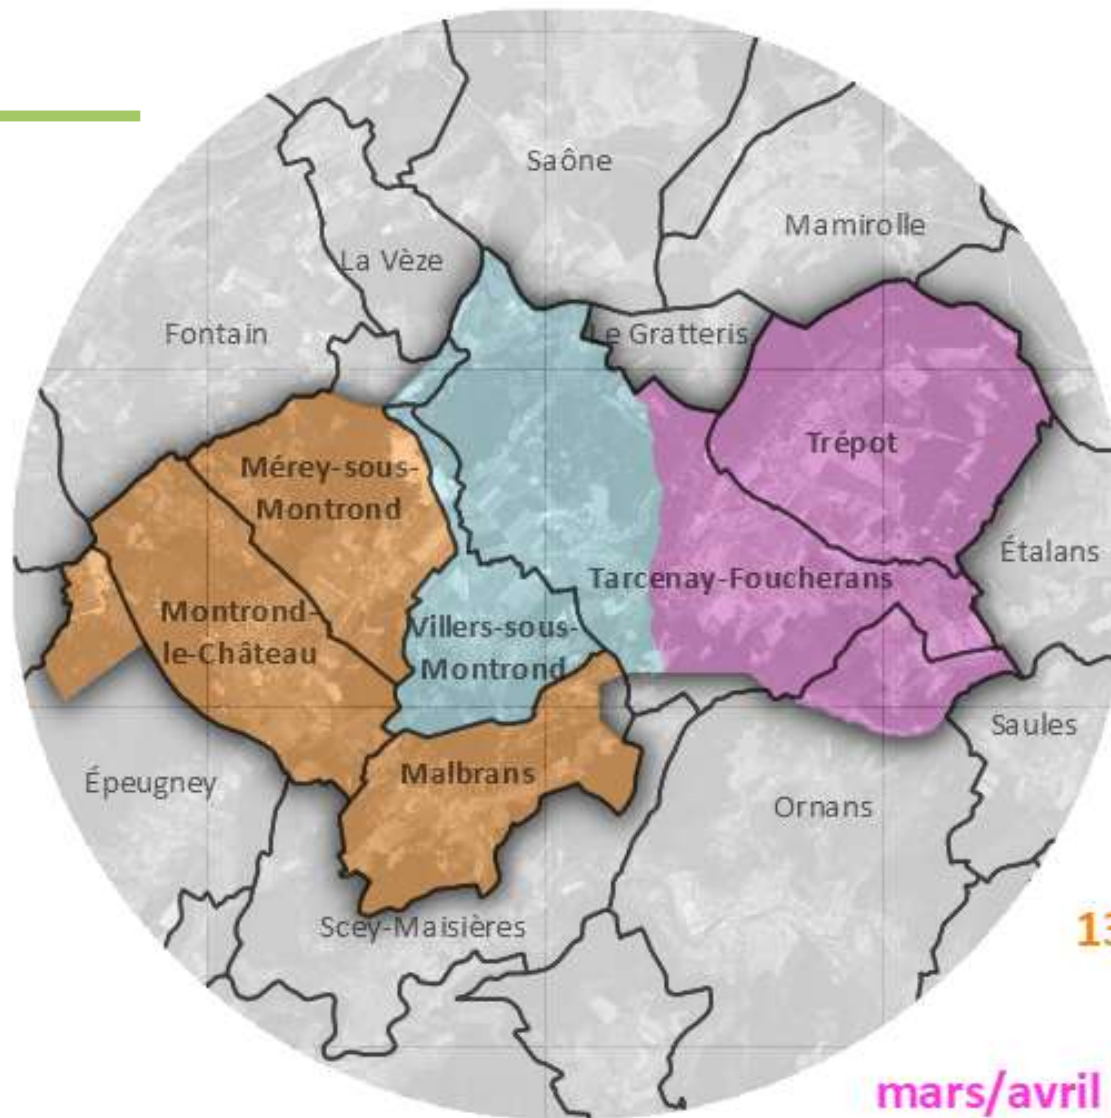 Saône
Mamirolle
La Vèze
Fontain
Le Gratteris
Trépot
Mérey-sous-
Montrond
Étalans
Tarcenay-Foucherans
Montrond-
le-Château
Villers-sous-
Montrond
Saules
Malbrans
Épeugney
Ornans
Scey-Maisières
13
mars/avril